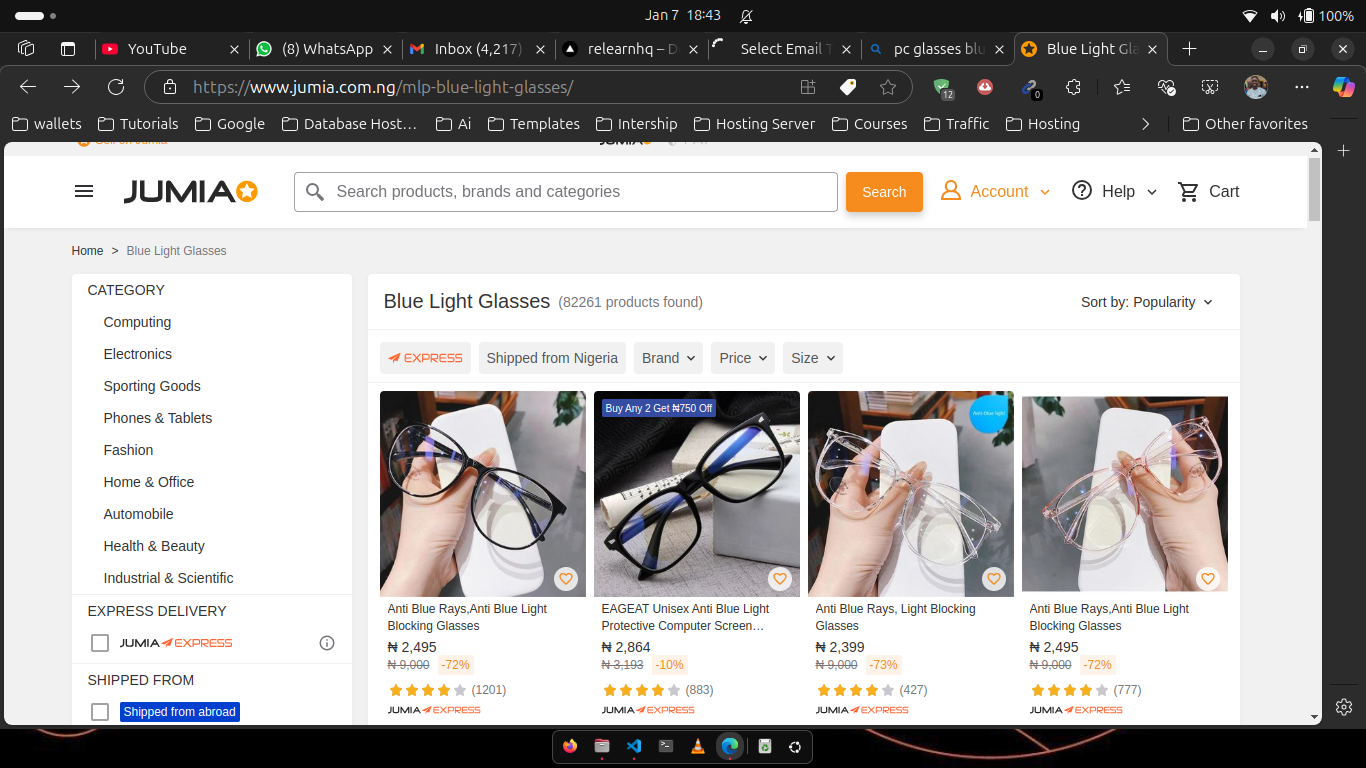 Jan 7 18:43
100%
YouTube
(8) WhatsApp
Inbox (4,217)
relearnhq –
Select Email
pc glasses
Blue Light
https://www.jumia.com.ng/mlp-blue-light-glasses/
12
0
wallets
Tutorials
Google
Database Host…
Ai
Templates
Intership
Hosting Server
Courses
Traffic
Hosting
Other favorites
Sell on Jumia
JUMIA
Search products, brands and categories
Search
Account
Help
Cart
Home > Blue Light Glasses
CATEGORY
Computing
Electronics
Sporting Goods
Phones & Tablets
Fashion
Home & Office
Automobile
Health & Beauty
Industrial & Scientific
EXPRESS DELIVERY
JUMIA EXPRESS
SHIPPED FROM
Shipped from abroad
Blue Light Glasses (82261 products found)
Sort by: Popularity
EXPRESS
Shipped from Nigeria
Brand
Price
Size
Anti Blue Rays,Anti Blue Light
Blocking Glasses
₦ 2,495
₦ 9,000 -72%
(1201)
JUMIA EXPRESS
Buy Any 2 Get ₦750 Off
EAGEAT Unisex Anti Blue Light
Protective Computer Screen…
₦ 2,864
₦ 3,193 -10%
(883)
JUMIA EXPRESS
Anti-blue light
Anti Blue Rays, Light Blocking
Glasses
₦ 2,399
₦ 9,000 -73%
(427)
JUMIA EXPRESS
Anti Blue Rays,Anti Blue Light
Blocking Glasses
₦ 2,495
₦ 9,000 -72%
(777)
JUMIA EXPRESS